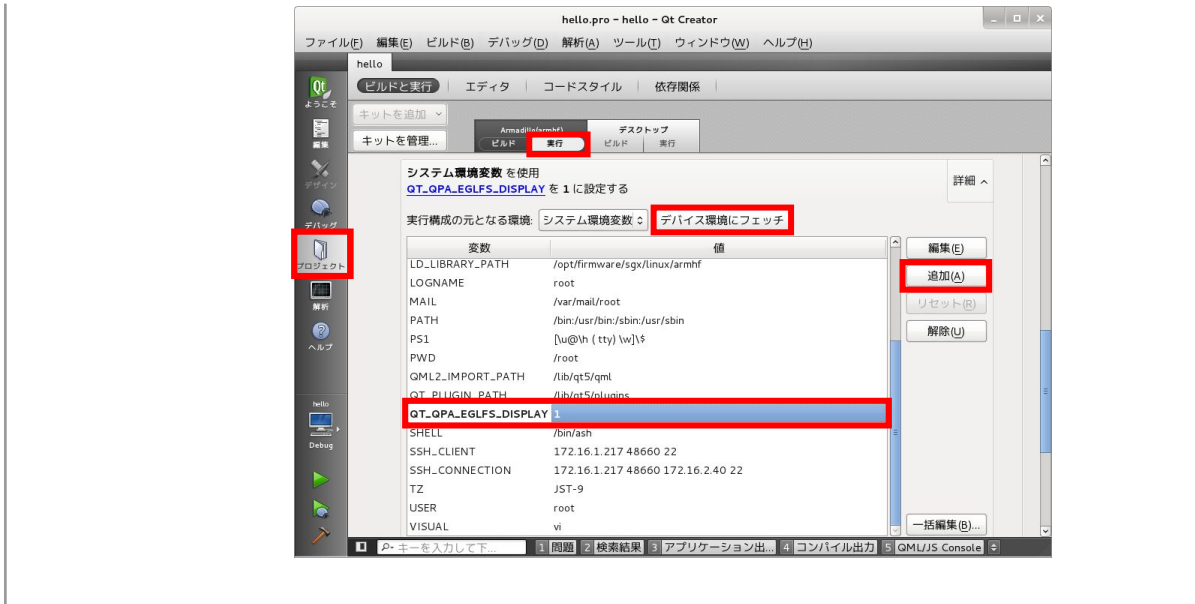 hello.pro – hello – Qt Creator
ファイル(F) 編集(E) ビルド(B) デバッグ(D) 解析(A) ツール(T) ウィンドウ(W) ヘルプ(H)
hello
ようこそ
編集
デザイン
デバッグ
プロジェクト
解析
ヘルプ
hello
Debug
ビルドと実行 エディタ コードスタイル 依存関係
キットを追加
キットを管理...
Armadillo(armhf) デスクトップ
ビルド 実行 ビルド 実行
システム環境変数 を使用
QT_QPA_EGLFS_DISPLAY を 1 に設定する
詳細
実行構成の元となる環境: システム環境変数 デバイス環境にフェッチ
変数 値
LD_LIBRARY_PATH /opt/firmware/sgx/linux/armhf
LOGNAME root
MAIL /var/mail/root
PATH /bin:/usr/bin:/sbin:/usr/sbin
PS1 [\u@\h ( tty) \w]\$
PWD /root
QML2_IMPORT_PATH /lib/qt5/qml
QT_PLUGIN_PATH /lib/qt5/plugins
QT_QPA_EGLFS_DISPLAY 1
SHELL /bin/ash
SSH_CLIENT 172.16.1.217 48660 22
SSH_CONNECTION 172.16.1.217 48660 172.16.2.40 22
TZ JST-9
USER root
VISUAL vi
編集(E)
追加(A)
リセット(R)
解除(U)
一括編集(B)...
キーを入力して下... 1 問題 2 検索結果 3 アプリケーション出... 4 コンパイル出力 5 QML/JS Console